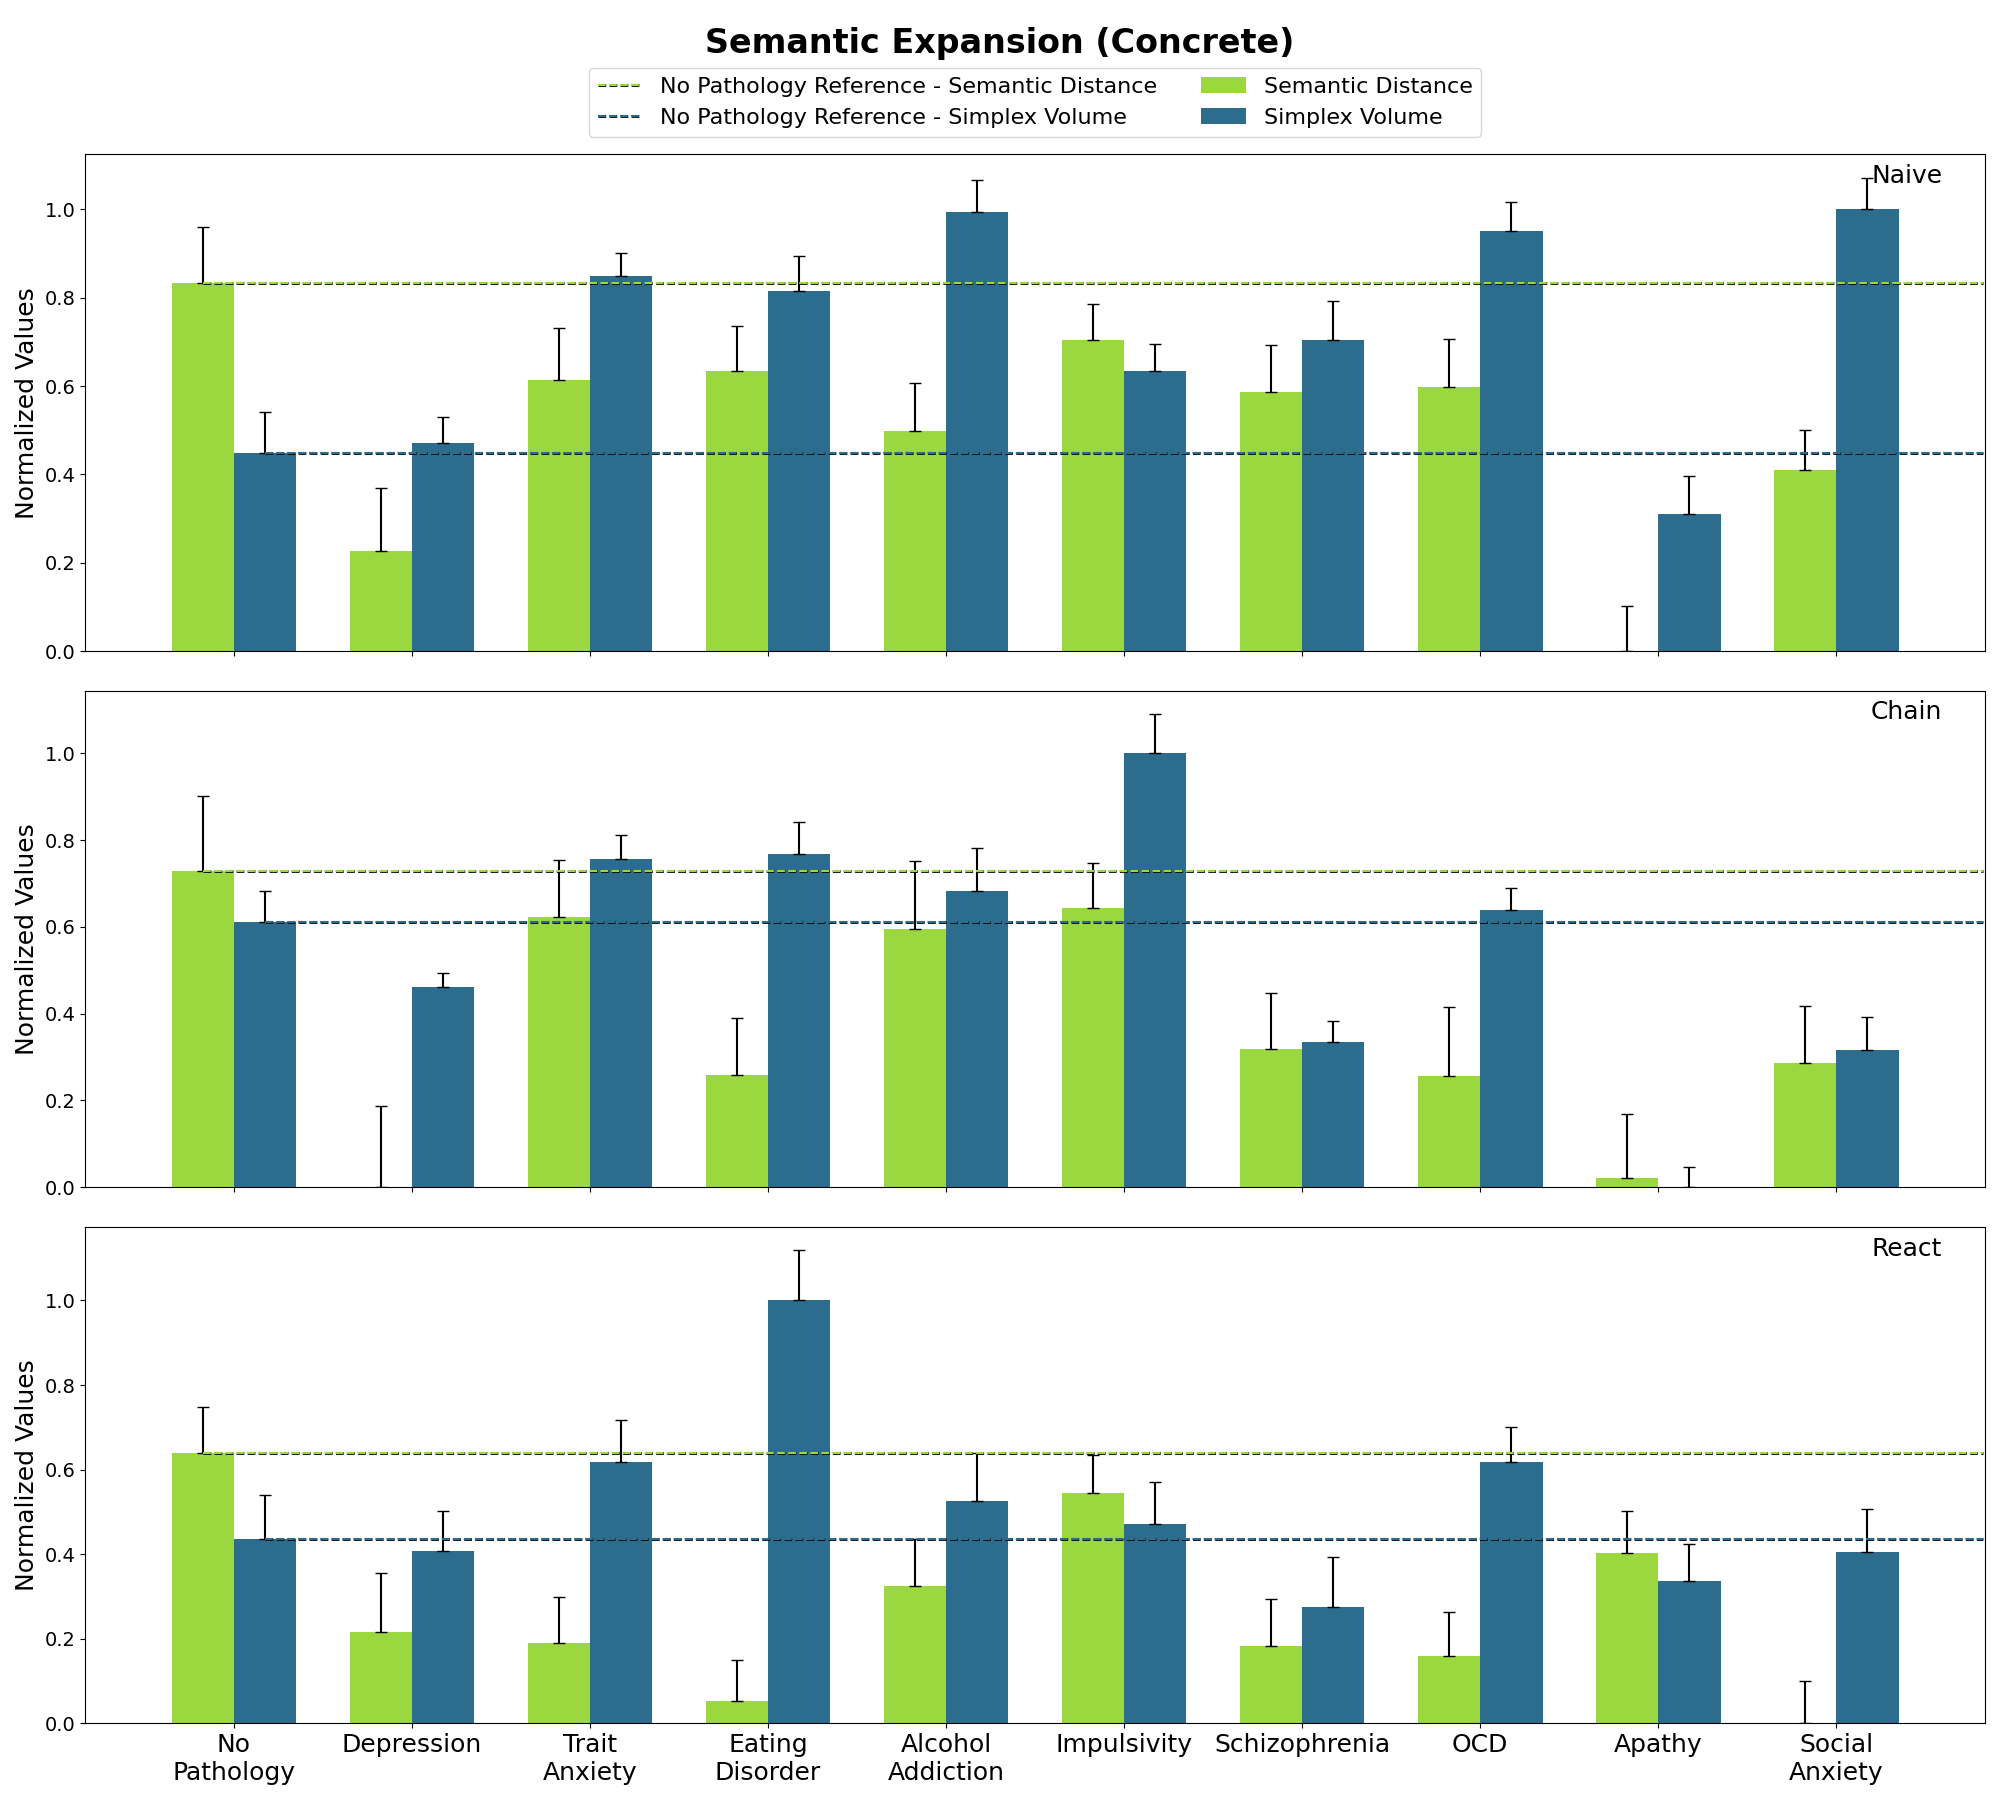 Semantic Expansion (Concrete)
No Pathology Reference - Semantic Distance
No Pathology Reference - Simplex Volume
Semantic Distance
Simplex Volume
Naive
Normalized Values
1.0
0.8
0.6
0.4
0.2
0.0
Chain
Normalized Values
1.0
0.8
0.6
0.4
0.2
0.0
React
Normalized Values
1.0
0.8
0.6
0.4
0.2
0.0
No
Pathology
Depression
Trait
Anxiety
Eating
Disorder
Alcohol
Addiction
Impulsivity
Schizophrenia
OCD
Apathy
Social
Anxiety